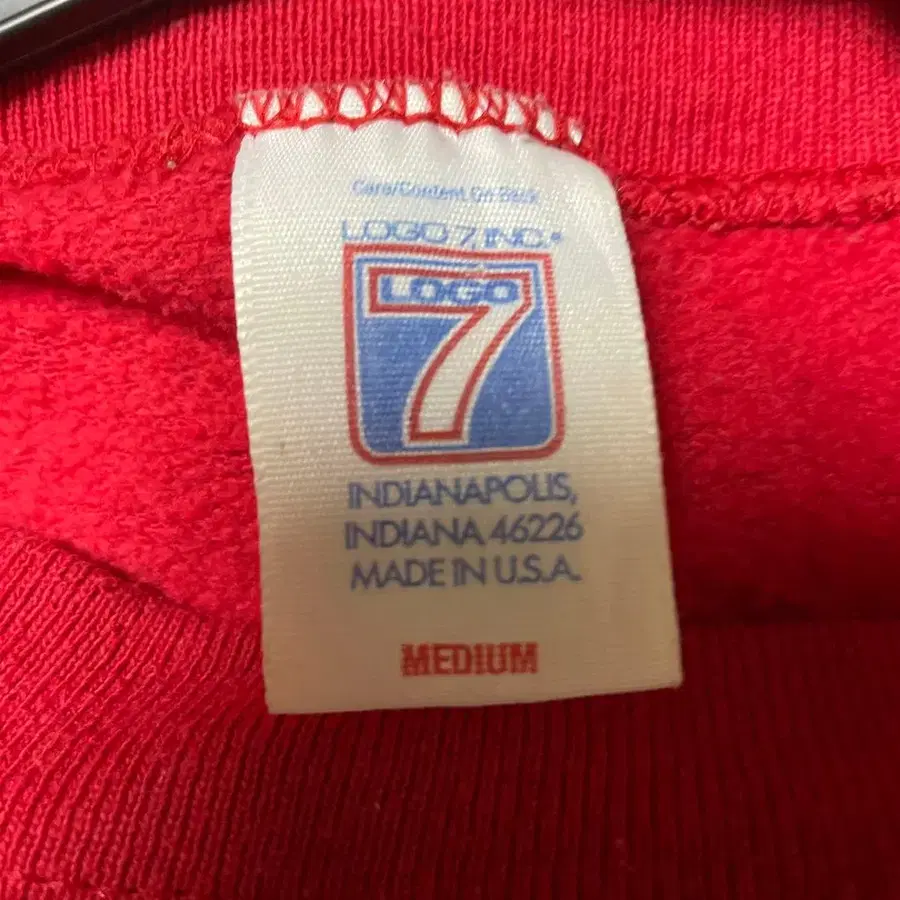 Care/Content On Back
LOGO 7, INC.®
LOGO
7
INDIANAPOLIS,
INDIANA 46226
MADE IN U.S.A.
MEDIUM